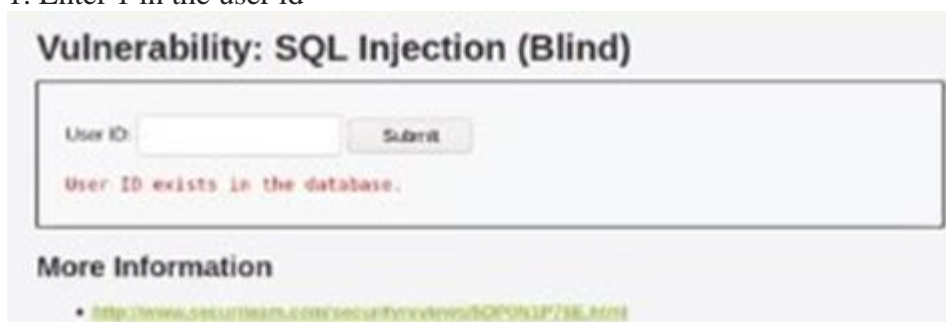 1. Enter 1 in the user id
Vulnerability: SQL Injection (Blind)
User ID:
Submit
User ID exists in the database.
More Information